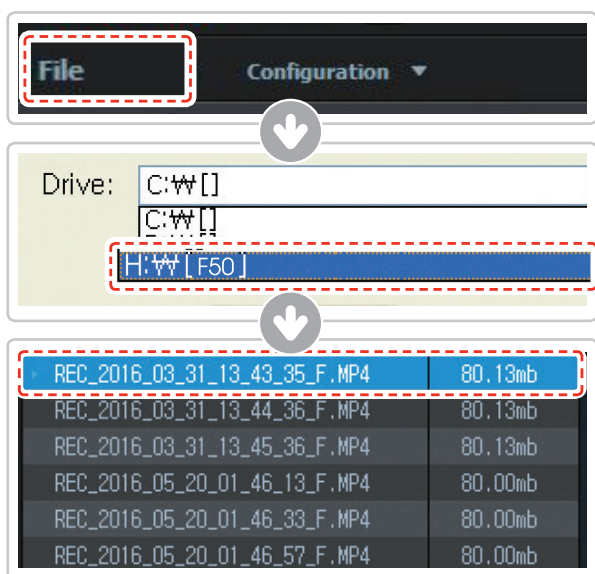 File Configuration ▼
Drive: C:₩[]
C:₩[]
H:₩[F50]
REC_2016_03_31_13_43_35_F.MP4 80.13mb
REC_2016_03_31_13_44_36_F.MP4 80.13mb
REC_2016_03_31_13_45_36_F.MP4 80.13mb
REC_2016_05_20_01_46_13_F.MP4 80.00mb
REC_2016_05_20_01_46_33_F.MP4 80.00mb
REC_2016_05_20_01_46_57_F.MP4 80.00mb